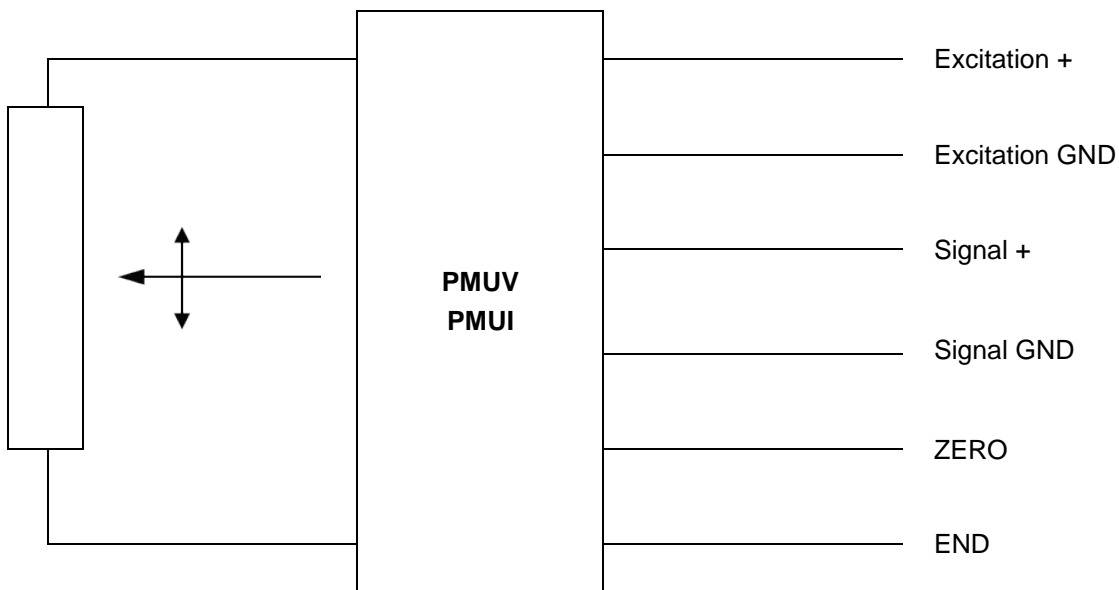 Excitation +
Excitation GND
Signal +
PMUV
PMUI
Signal GND
ZERO
END